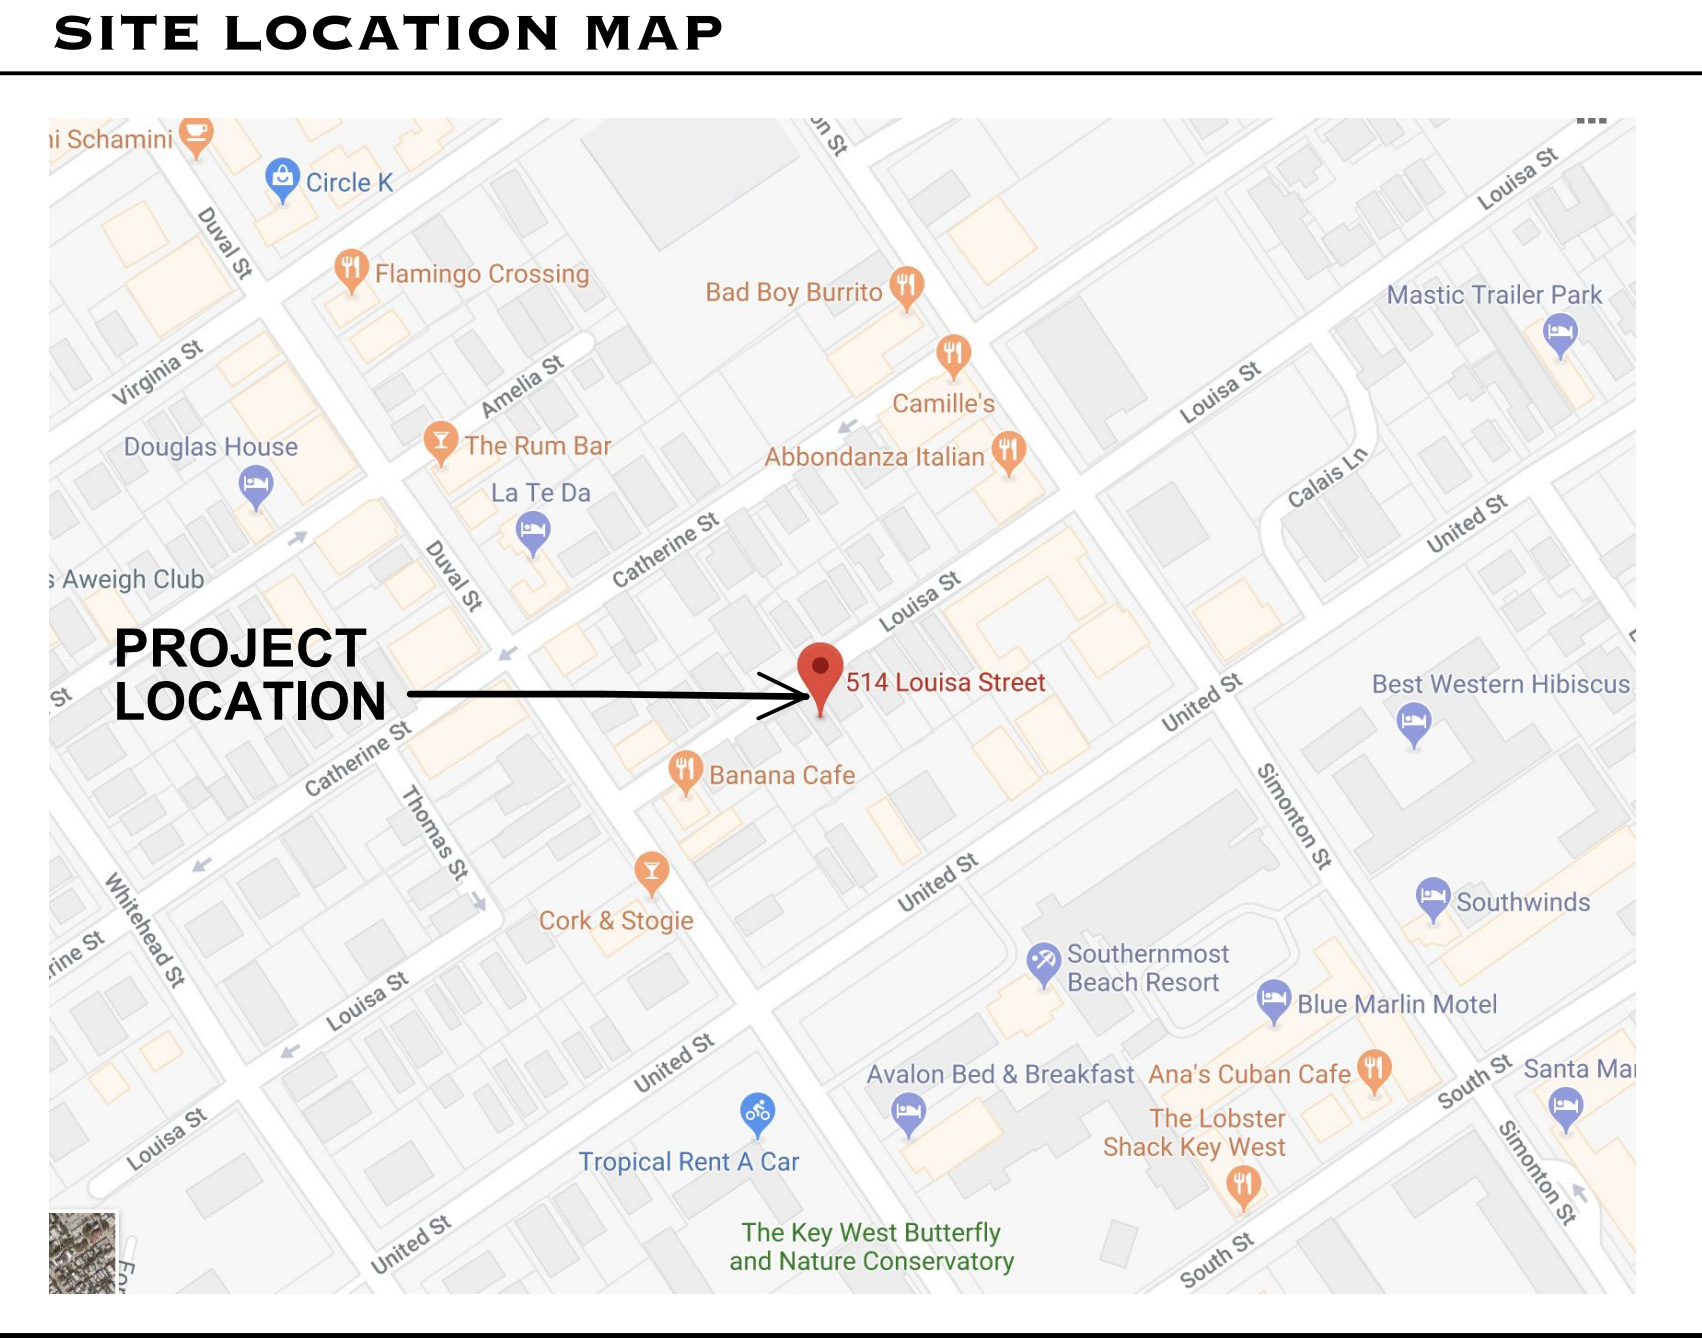 SITE LOCATION MAP
ni Schamini
Circle K
on St
Louisa St
Duval St
Flamingo Crossing
Bad Boy Burrito
Mastic Trailer Park
Virginia St
Amelia St
Camille's
Louisa St
Douglas House
The Rum Bar
Abbondanza Italian
Calais Ln
La Te Da
United St
Catherine St
Duval St
s Aweigh Club
Louisa St
PROJECT
LOCATION
514 Louisa Street
St
United St
Best Western Hibiscus
Catherine St
Banana Cafe
Thomas St
Simonton St
United St
Whitehead St
Cork & Stogie
Southwinds
rine St
Southernmost
Beach Resort
Louisa St
Blue Marlin Motel
United St
Avalon Bed & Breakfast
Ana's Cuban Cafe
South St
Santa Mar
The Lobster
Shack Key West
Louisa St
Tropical Rent A Car
Simonton St
United St
The Key West Butterfly
and Nature Conservatory
South St
For